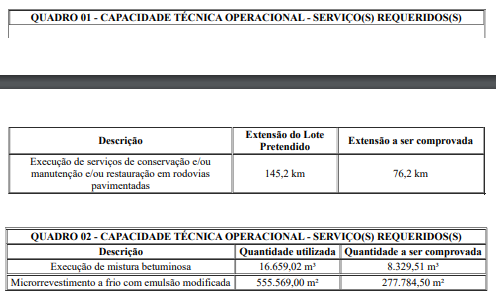 QUADRO 01 - CAPACIDADE TÉCNICA OPERACIONAL - SERVIÇO(S) REQUERIDOS(S)
Descrição
Extensão do Lote
Pretendido
Extensão a ser comprovada
Execução de serviços de conservação e/ou
manutenção e/ou restauração em rodovias
pavimentadas
145,2 km
76,2 km
QUADRO 02 - CAPACIDADE TÉCNICA OPERACIONAL - SERVIÇO(S) REQUERIDOS(S)
Descrição
Quantidade utilizada
Quantidade a ser comprovada
Execução de mistura betuminosa
16.659,02 m³
8.329,51 m³
Microrrevestimento a frio com emulsão modificada
555.569,00 m²
277.784,50 m²